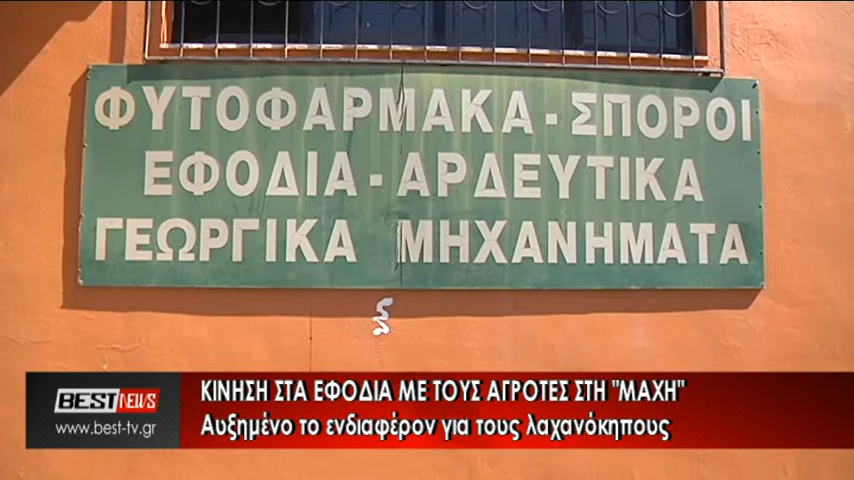 ΦΥΤΟΦΑΡΜΑΚΑ - ΣΠΟΡΟΙ
ΕΦΟΔΙΑ - ΑΡΔΕΥΤΙΚΑ
ΓΕΩΡΓΙΚΑ ΜΗΧΑΝΗΜΑΤΑ
BEST NEWS
www.best-tv.gr
ΚΙΝΗΣΗ ΣΤΑ ΕΦΟΔΙΑ ΜΕ ΤΟΥΣ ΑΓΡΟΤΕΣ ΣΤΗ "ΜΑΧΗ"
Αυξημένο το ενδιαφέρον για τους λαχανόκηπους